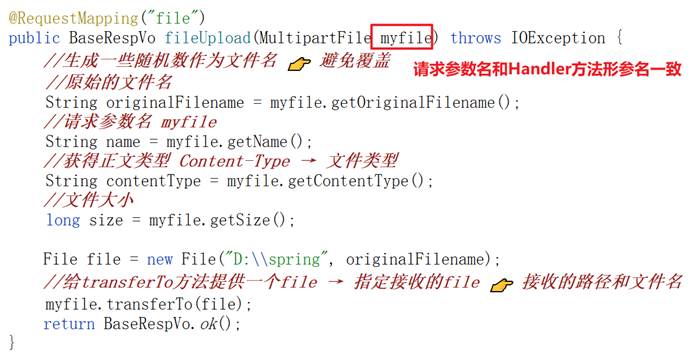 @RequestMapping("file")
public BaseRespVo fileUpload(MultipartFile myfile) throws IOException {
//生成一些随机数作为文件名 👉 避免覆盖
请求参数名和Handler方法形参名一致
//原始的文件名
String originalFilename = myfile.getOriginalFilename();
//请求参数名 myfile
String name = myfile.getName();
//获得正文类型 Content-Type → 文件类型
String contentType = myfile.getContentType();
//文件大小
long size = myfile.getSize();
File file = new File("D:\\spring", originalFilename);
//给transferTo方法提供一个file → 指定接收的file 👉 接收的路径和文件名
myfile.transferTo(file);
return BaseRespVo.ok();
}